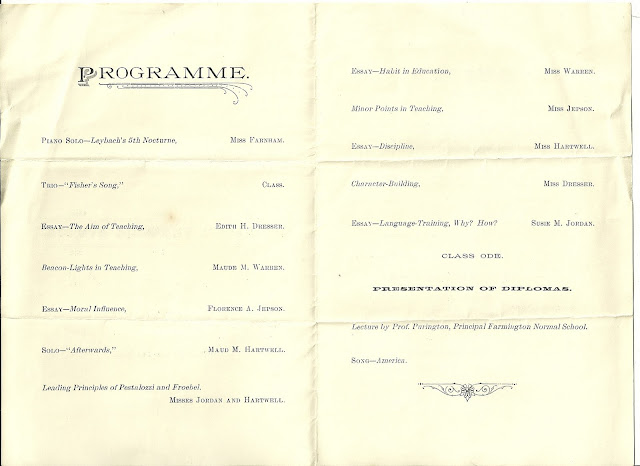 PROGRAMME.
PIANO SOLO—Leybach's 5th Nocturne, MISS FARNHAM.
TRIO—"Fisher's Song," CLASS.
ESSAY—The Aim of Teaching, EDITH H. DRESSER.
Beacon-Lights in Teaching, MAUDE M. WARREN.
ESSAY—Moral Influence, FLORENCE A. JEPSON.
SOLO—"Afterwards," MAUD M. HARTWELL.
Leading Principles of Pestalozzi and Froebel.
MISSES JORDAN AND HARTWELL.
ESSAY—Habit in Education, MISS WARREN.
Minor Points in Teaching, MISS JEPSON.
ESSAY—Discipline, MISS HARTWELL.
Character-Building, MISS DRESSER.
ESSAY—Language-Training, Why? How? SUSIE M. JORDAN.
CLASS ODE.
PRESENTATION OF DIPLOMAS.
Lecture by Prof. Purington, Principal Farmington Normal School.
SONG—America.